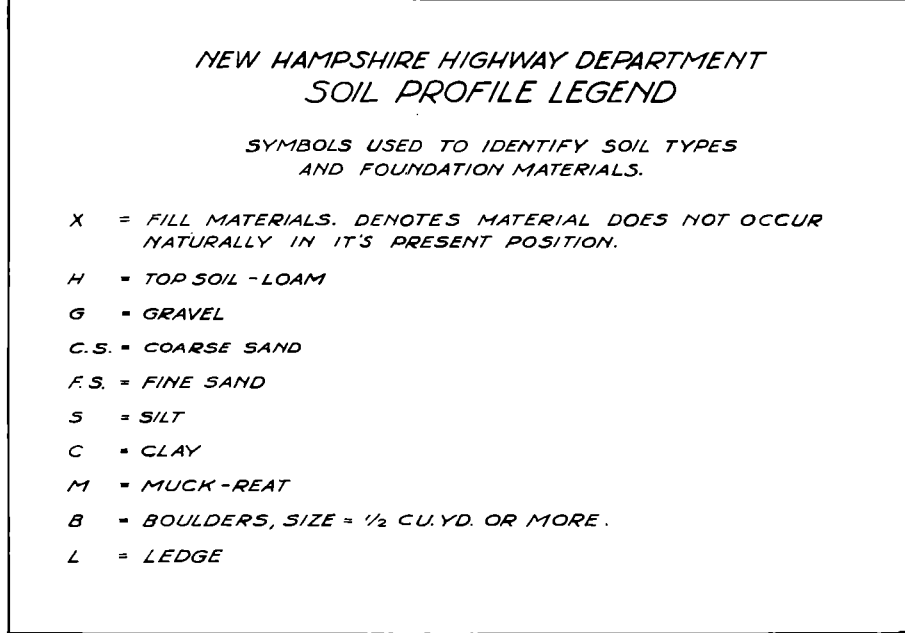 NEW HAMPSHIRE HIGHWAY DEPARTMENT
SOIL PROFILE LEGEND
SYMBOLS USED TO IDENTIFY SOIL TYPES
AND FOUNDATION MATERIALS.
X = FILL MATERIALS. DENOTES MATERIAL DOES NOT OCCUR
NATURALLY IN IT'S PRESENT POSITION.
H = TOP SOIL - LOAM
G = GRAVEL
C.S. = COARSE SAND
F.S. = FINE SAND
S = SILT
C = CLAY
M = MUCK - REAT
B = BOULDERS, SIZE = 1/2 CU. YD. OR MORE.
L = LEDGE